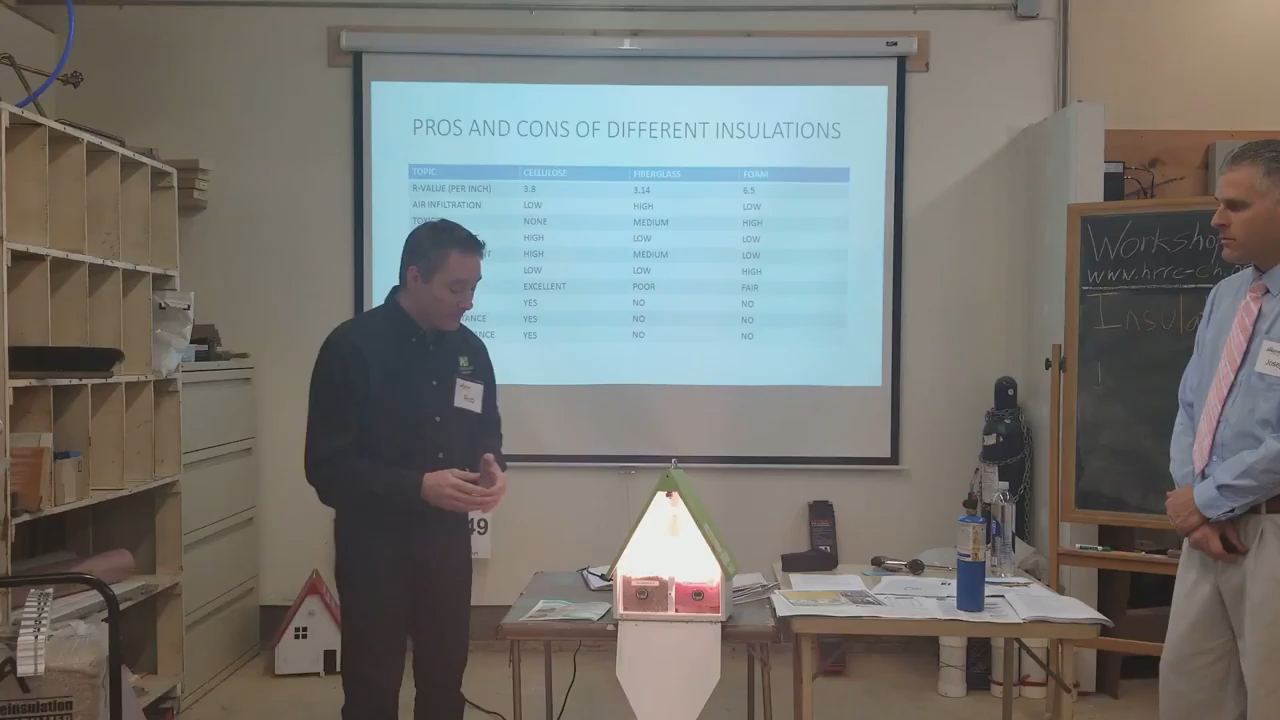 PROS AND CONS OF DIFFERENT INSULATIONS
TOPIC CELLULOSE FIBERGLASS FOAM
R-VALUE (PER INCH) 3.8 3.14 6.5
AIR INFILTRATION LOW HIGH LOW
NONE MEDIUM HIGH
HIGH LOW LOW
HIGH MEDIUM LOW
LOW LOW HIGH
EXCELLENT POOR FAIR
YES NO NO
YES NO NO
YES NO NO
Workshop
www.hrrc-ch.o
Insula
49
einsulation